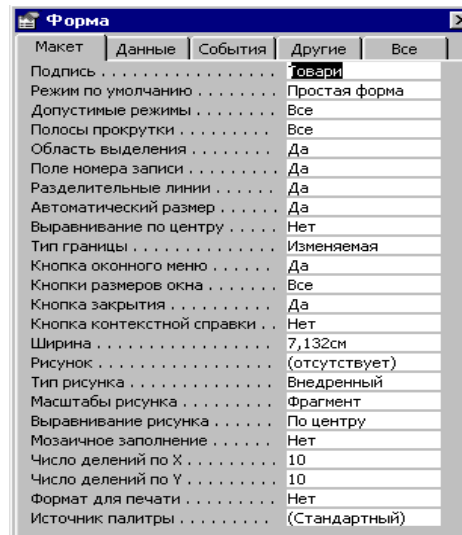 Форма
Макет Данные События Другие Все
Подпись . . . . . . . . . . . . . . . . . Товари
Режим по умолчанию . . . . . . . . Простая форма
Допустимые режимы . . . . . . . . Все
Полосы прокрутки . . . . . . . . . . Все
Область выделения . . . . . . . . Да
Поле номера записи . . . . . . . . Да
Разделительные линии . . . . . . . Да
Автоматический размер . . . . . . Да
Выравнивание по центру . . . . . Нет
Тип границы . . . . . . . . . . . . . . Изменяемая
Кнопка оконного меню . . . . . . . Да
Кнопки размеров окна . . . . . . . Все
Кнопка закрытия . . . . . . . . . . Да
Кнопка контекстной справки . . Нет
Ширина . . . . . . . . . . . . . . . . . 7,132см
Рисунок . . . . . . . . . . . . . . . . . (отсутствует)
Тип рисунка . . . . . . . . . . . . . . Внедренный
Масштабы рисунка . . . . . . . . . Фрагмент
Выравнивание рисунка . . . . . . По центру
Мозаичное заполнение . . . . . . . Нет
Число делений по X . . . . . . . . . 10
Число делений по Y . . . . . . . . . 10
Формат для печати . . . . . . . . . Нет
Источник палитры . . . . . . . . . (Стандартный)